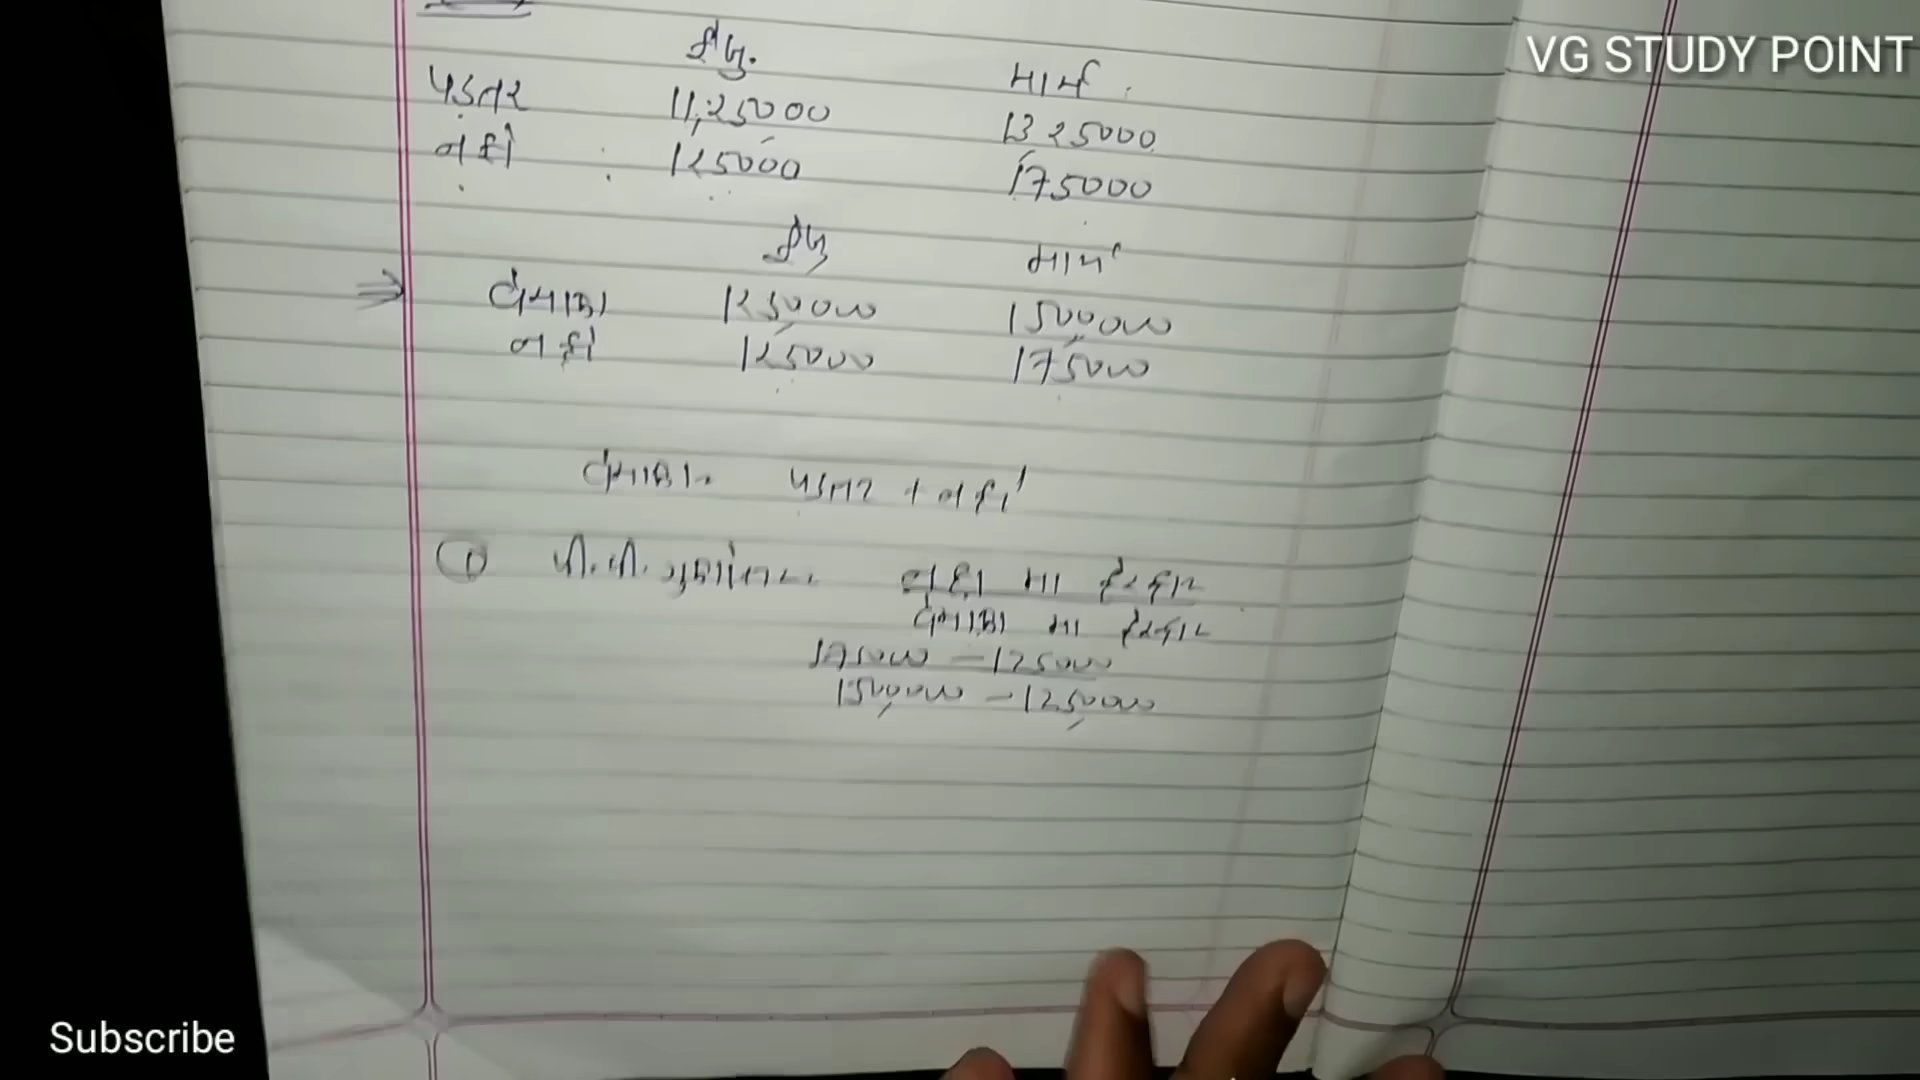 VG STUDY POINT
ફેબ્રુ. માર્ચ.
પડતર 11,25000 1325000
નફો 125000 175000
ફેબ્રુ માર્ચ
⇒ વેચાણ 1250000 1500000
નફો 125000 175000
વેચાણ = પડતર + નફો
① પી.વી. ગુણોત્તર = નફા મા ફેરફાર
વેચાણ મા ફેરફાર
175000 - 125000
1500000 - 1250000
Subscribe